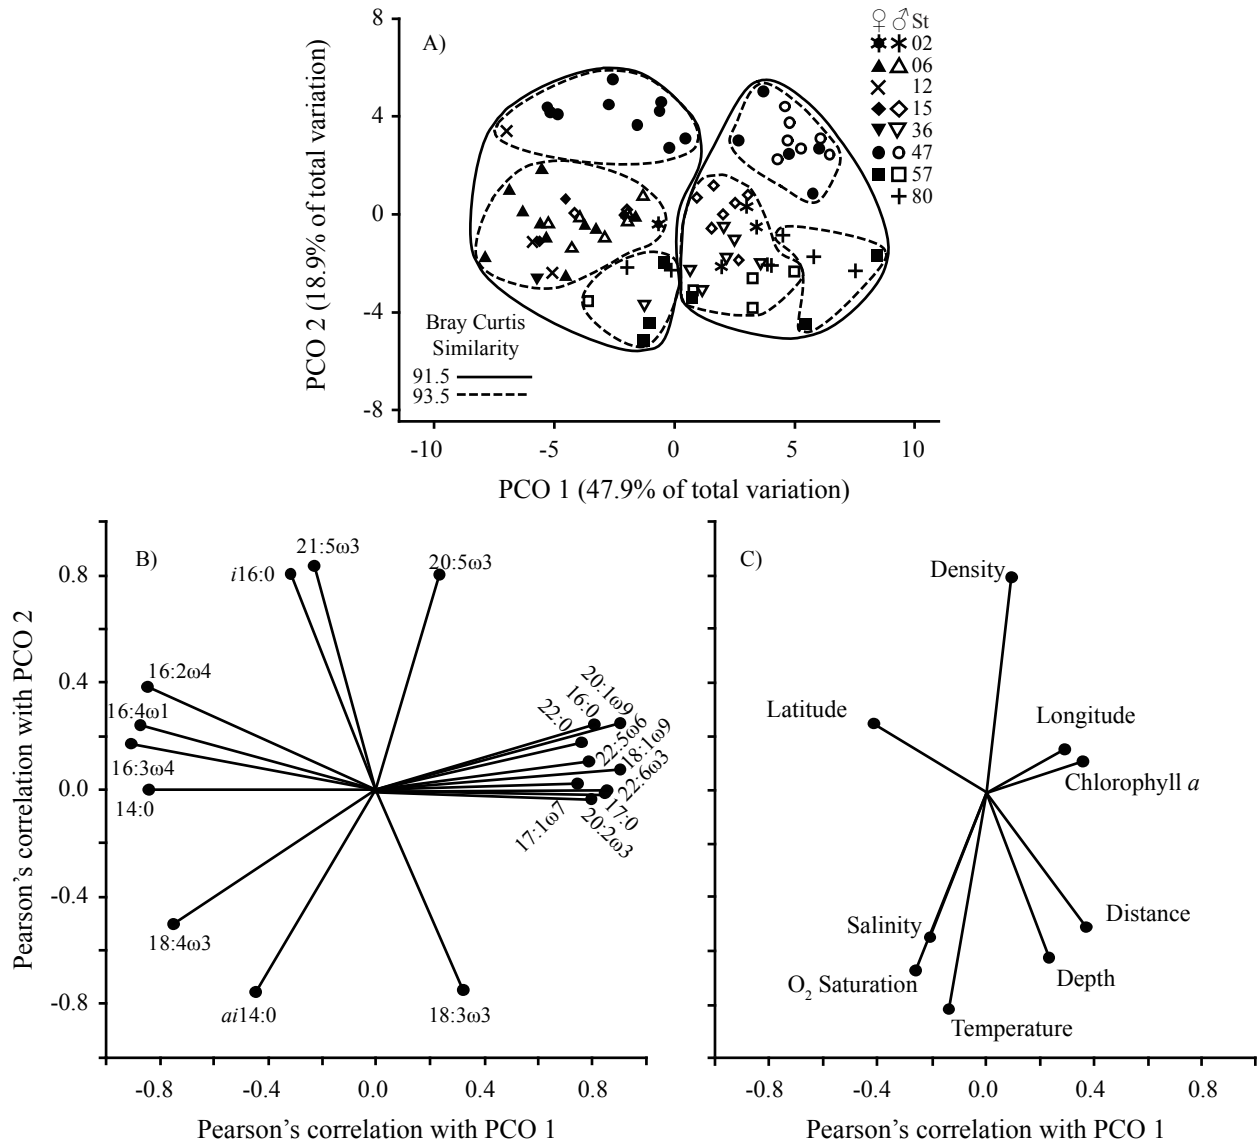 A)
♀ ♂ St
02
06
12
15
36
47
57
80
8
4
0
-4
-8
PCO 2 (18.9% of total variation)
Bray Curtis
Similarity
91.5
93.5
-10 -5 0 5 10
PCO 1 (47.9% of total variation)
B)
21:5ω3
20:5ω3
i16:0
16:2ω4
16:4ω1
16:3ω4
14:0
18:4ω3
ai14:0
18:3ω3
20:1ω9
16:0
22:0
22:5ω6
18:1ω9
22:6ω3
17:0
20:2ω3
17:1ω7
0.8
0.4
0.0
-0.4
-0.8
Pearson’s correlation with PCO 2
-0.8 -0.4 0.0 0.4 0.8
Pearson’s correlation with PCO 1
C)
Density
Latitude
Longitude
Chlorophyll a
Salinity
Distance
O2 Saturation
Depth
Temperature
-0.8 -0.4 0.0 0.4 0.8
Pearson’s correlation with PCO 1